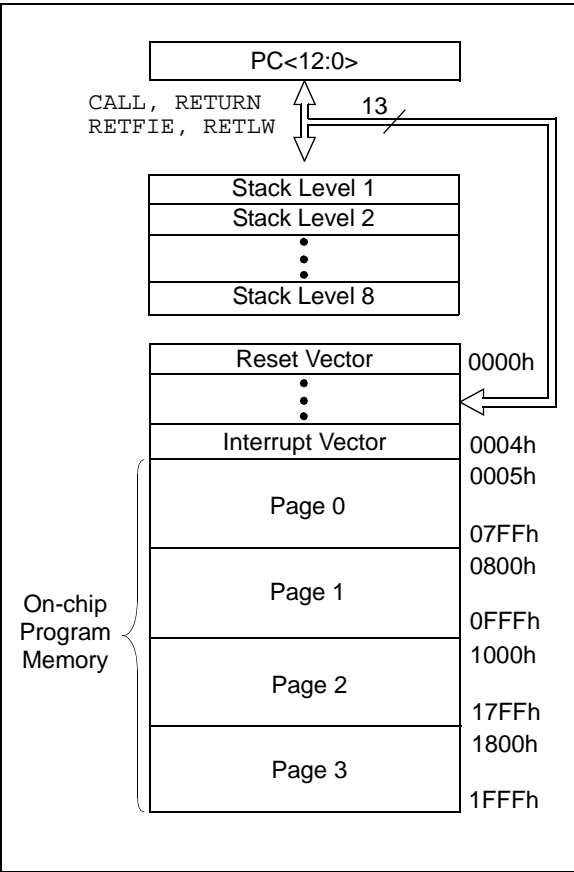 PC<12:0>
CALL, RETURN
RETFIE, RETLW
13
Stack Level 1
Stack Level 2
Stack Level 8
Reset Vector
0000h
Interrupt Vector
0004h
0005h
Page 0
07FFh
0800h
Page 1
0FFFh
On-chip
Program
Memory
1000h
Page 2
17FFh
1800h
Page 3
1FFFh